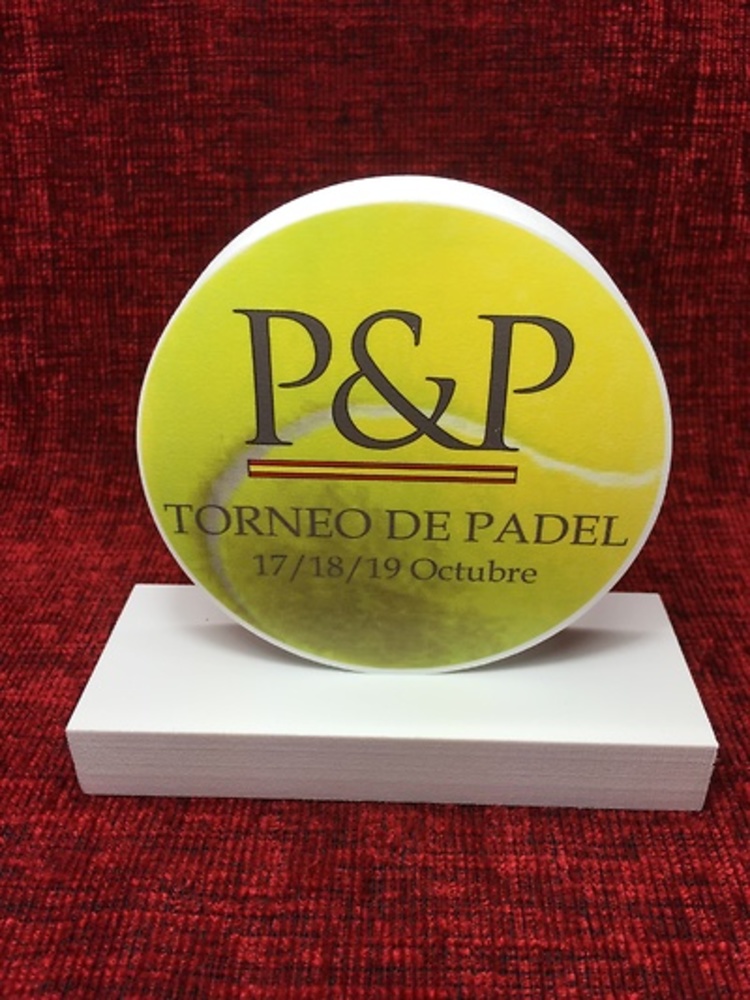 P&P
TORNEO DE PADEL
17/18/19 Octubre